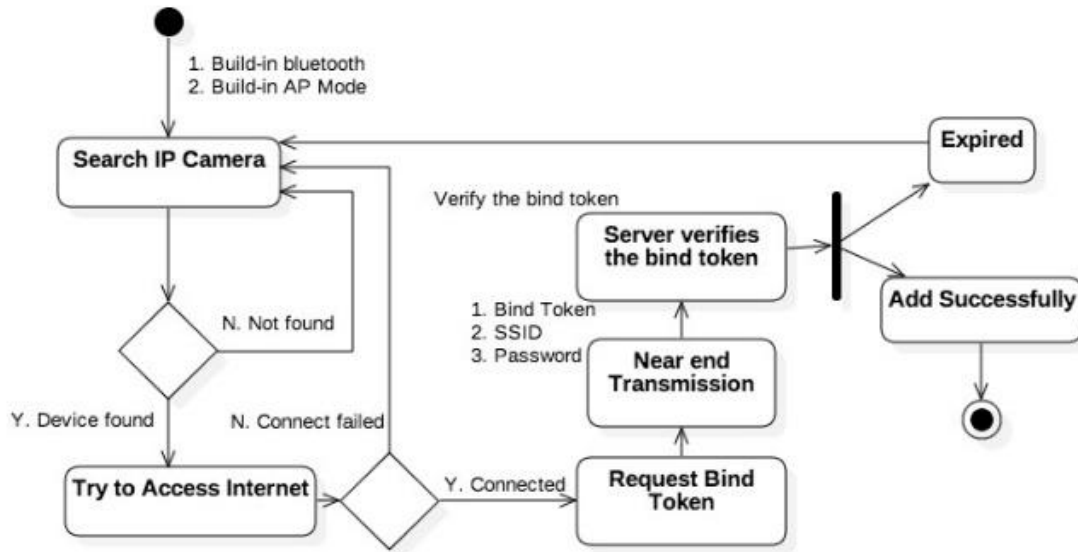 1. Build-in bluetooth
2. Build-in AP Mode
Search IP Camera
Expired
Verify the bind token
Server verifies
the bind token
Add Successfully
N. Not found
1. Bind Token
2. SSID
3. Password
Near end
Transmission
Y. Device found
N. Connect failed
Try to Access Internet
Y. Connected
Request Bind
Token